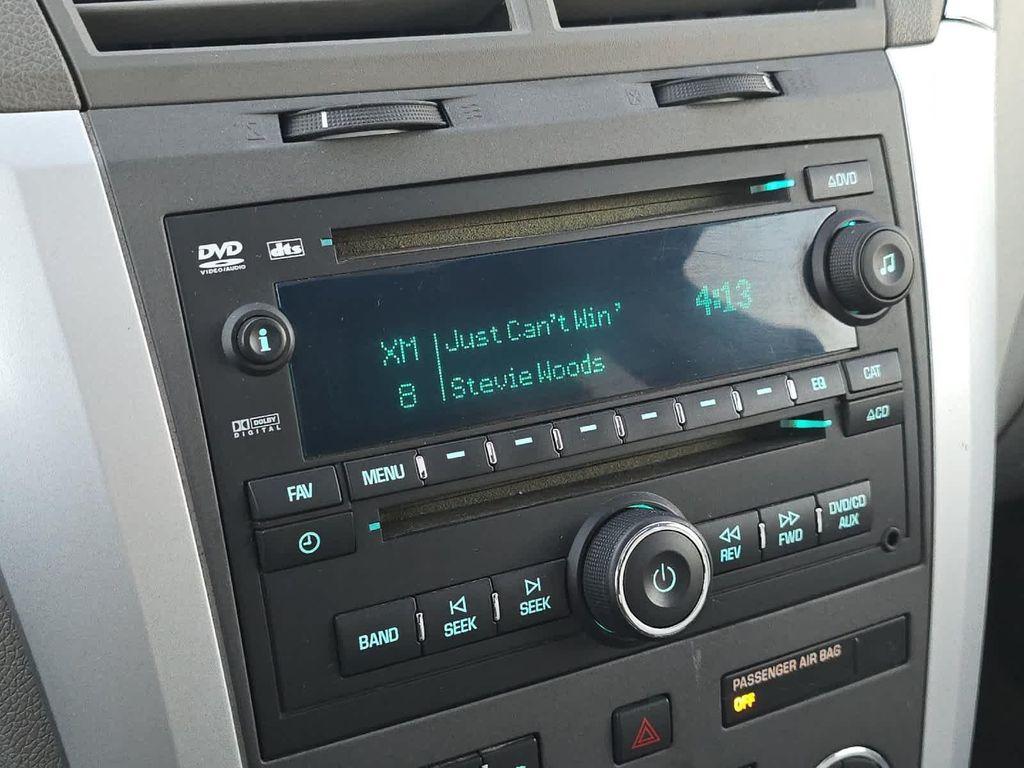 △DVD
DVD
VIDEO/AUDIO
dts
i
4:13
XM Just Can't Win'
8 Stevie Woods
DOLBY
DIGITAL
EQ
CAT
△CD
MENU
FAV
DVD/CD
AUX
FWD
REV
SEEK
SEEK
BAND
PASSENGER AIR BAG
OFF